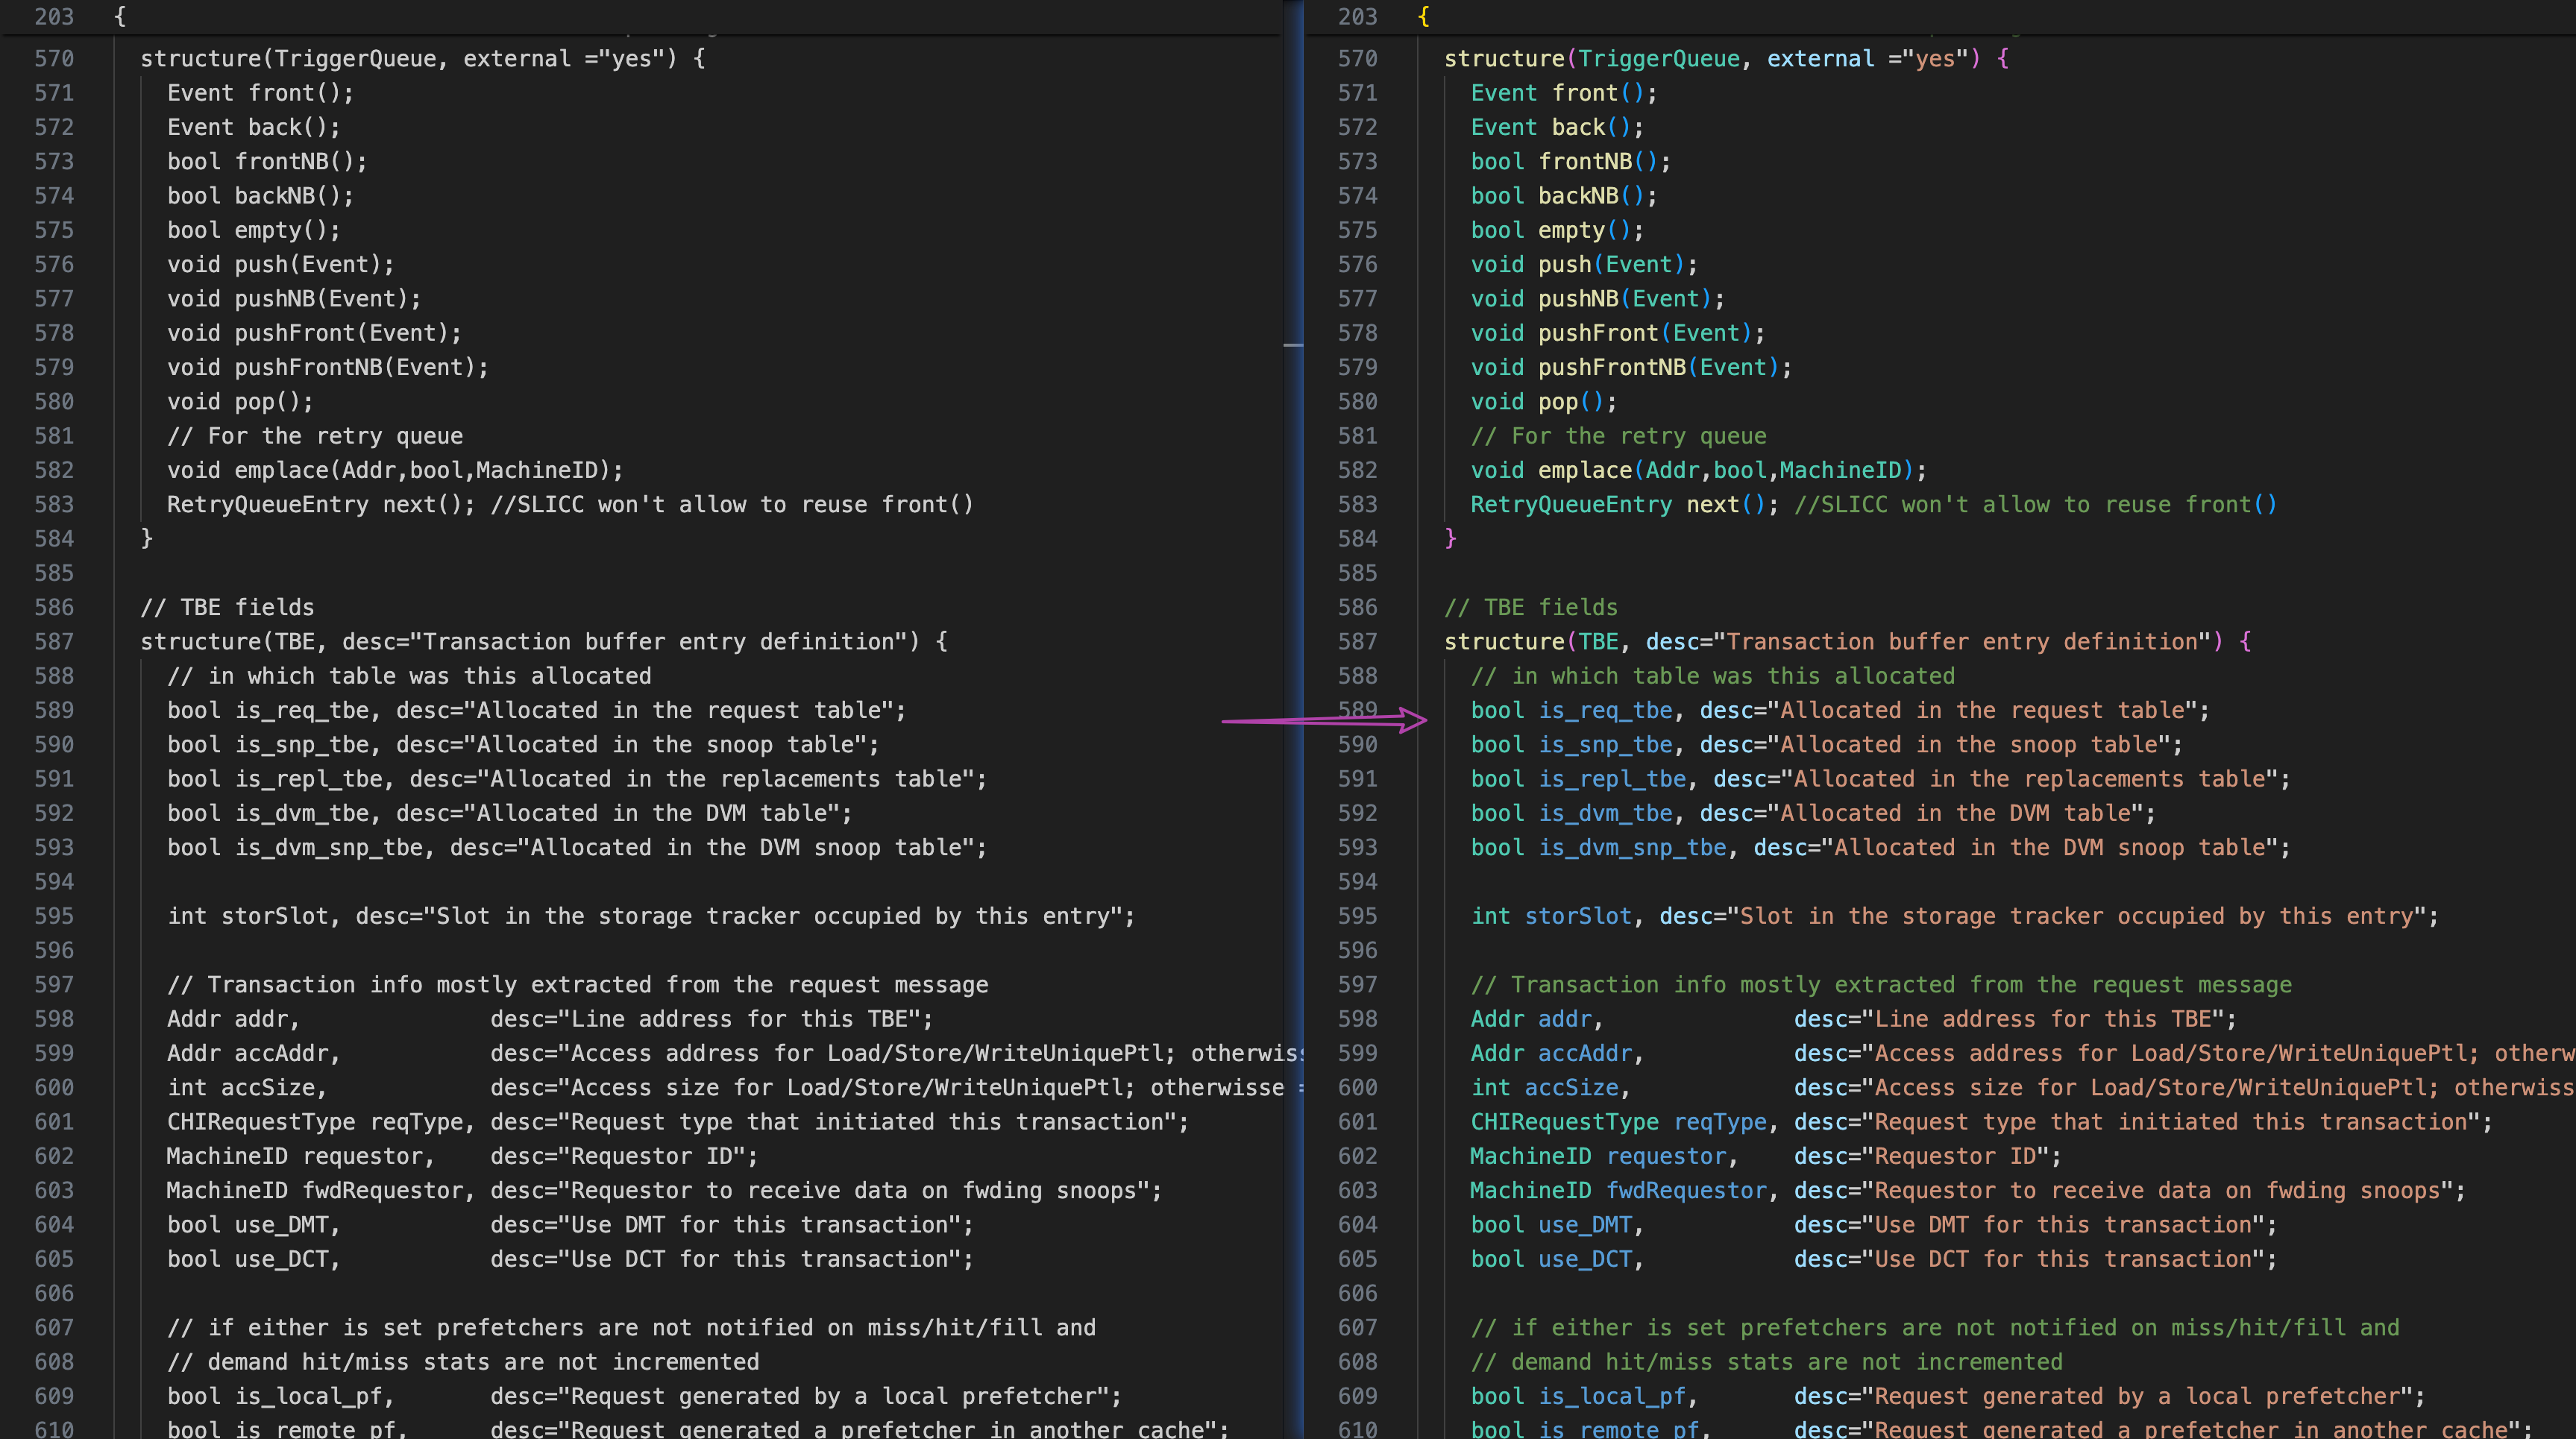 203 {
570 structure(TriggerQueue, external ="yes") {
571 Event front();
572 Event back();
573 bool frontNB();
574 bool backNB();
575 bool empty();
576 void push(Event);
577 void pushNB(Event);
578 void pushFront(Event);
579 void pushFrontNB(Event);
580 void pop();
581 // For the retry queue
582 void emplace(Addr,bool,MachineID);
583 RetryQueueEntry next(); //SLICC won't allow to reuse front()
584 }
585
586 // TBE fields
587 structure(TBE, desc="Transaction buffer entry definition") {
588 // in which table was this allocated
589 bool is_req_tbe, desc="Allocated in the request table";
590 bool is_snp_tbe, desc="Allocated in the snoop table";
591 bool is_repl_tbe, desc="Allocated in the replacements table";
592 bool is_dvm_tbe, desc="Allocated in the DVM table";
593 bool is_dvm_snp_tbe, desc="Allocated in the DVM snoop table";
594
595 int storSlot, desc="Slot in the storage tracker occupied by this entry";
596
597 // Transaction info mostly extracted from the request message
598 Addr addr, desc="Line address for this TBE";
599 Addr accAddr, desc="Access address for Load/Store/WriteUniquePtl; otherwis
600 int accSize, desc="Access size for Load/Store/WriteUniquePtl; otherwisse =
601 CHIRequestType reqType, desc="Request type that initiated this transaction";
602 MachineID requestor, desc="Requestor ID";
603 MachineID fwdRequestor, desc="Requestor to receive data on fwding snoops";
604 bool use_DMT, desc="Use DMT for this transaction";
605 bool use_DCT, desc="Use DCT for this transaction";
606
607 // if either is set prefetchers are not notified on miss/hit/fill and
608 // demand hit/miss stats are not incremented
609 bool is_local_pf, desc="Request generated by a local prefetcher";
610 bool is_remote_pf, desc="Request generated a prefetcher in another cache";
203 {
570 structure(TriggerQueue, external ="yes") {
571 Event front();
572 Event back();
573 bool frontNB();
574 bool backNB();
575 bool empty();
576 void push(Event);
577 void pushNB(Event);
578 void pushFront(Event);
579 void pushFrontNB(Event);
580 void pop();
581 // For the retry queue
582 void emplace(Addr,bool,MachineID);
583 RetryQueueEntry next(); //SLICC won't allow to reuse front()
584 }
585
586 // TBE fields
587 structure(TBE, desc="Transaction buffer entry definition") {
588 // in which table was this allocated
589 bool is_req_tbe, desc="Allocated in the request table";
590 bool is_snp_tbe, desc="Allocated in the snoop table";
591 bool is_repl_tbe, desc="Allocated in the replacements table";
592 bool is_dvm_tbe, desc="Allocated in the DVM table";
593 bool is_dvm_snp_tbe, desc="Allocated in the DVM snoop table";
594
595 int storSlot, desc="Slot in the storage tracker occupied by this entry";
596
597 // Transaction info mostly extracted from the request message
598 Addr addr, desc="Line address for this TBE";
599 Addr accAddr, desc="Access address for Load/Store/WriteUniquePtl; otherw
600 int accSize, desc="Access size for Load/Store/WriteUniquePtl; otherwisse
601 CHIRequestType reqType, desc="Request type that initiated this transaction";
602 MachineID requestor, desc="Requestor ID";
603 MachineID fwdRequestor, desc="Requestor to receive data on fwding snoops";
604 bool use_DMT, desc="Use DMT for this transaction";
605 bool use_DCT, desc="Use DCT for this transaction";
606
607 // if either is set prefetchers are not notified on miss/hit/fill and
608 // demand hit/miss stats are not incremented
609 bool is_local_pf, desc="Request generated by a local prefetcher";
610 bool is_remote_pf, desc="Request generated a prefetcher in another cache";